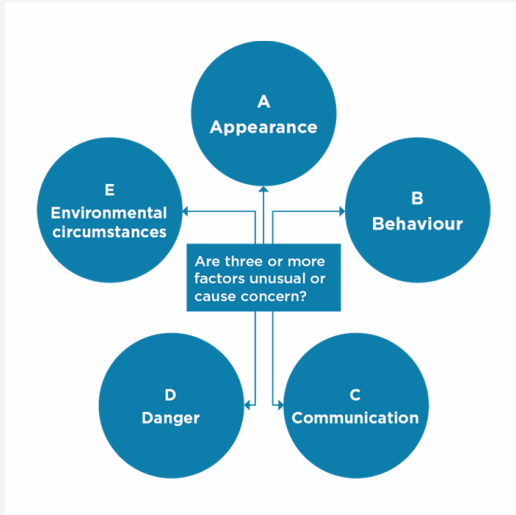 A
Appearance
B
Behaviour
E
Environmental
circumstances
Are three or more
factors unusual or
cause concern?
D
Danger
C
Communication